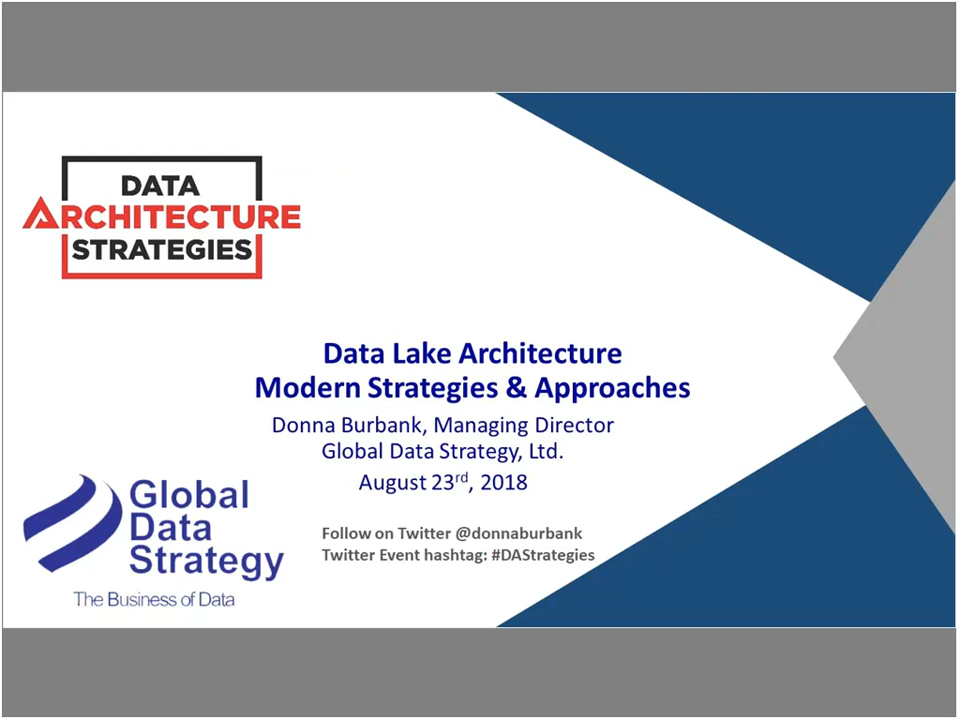 DATA
ARCHITECTURE
STRATEGIES
Data Lake Architecture
Modern Strategies & Approaches
Donna Burbank, Managing Director
Global Data Strategy, Ltd.
August 23rd, 2018
Global
Data
Strategy
The Business of Data
Follow on Twitter @donnaburbank
Twitter Event hashtag: #DAStrategies